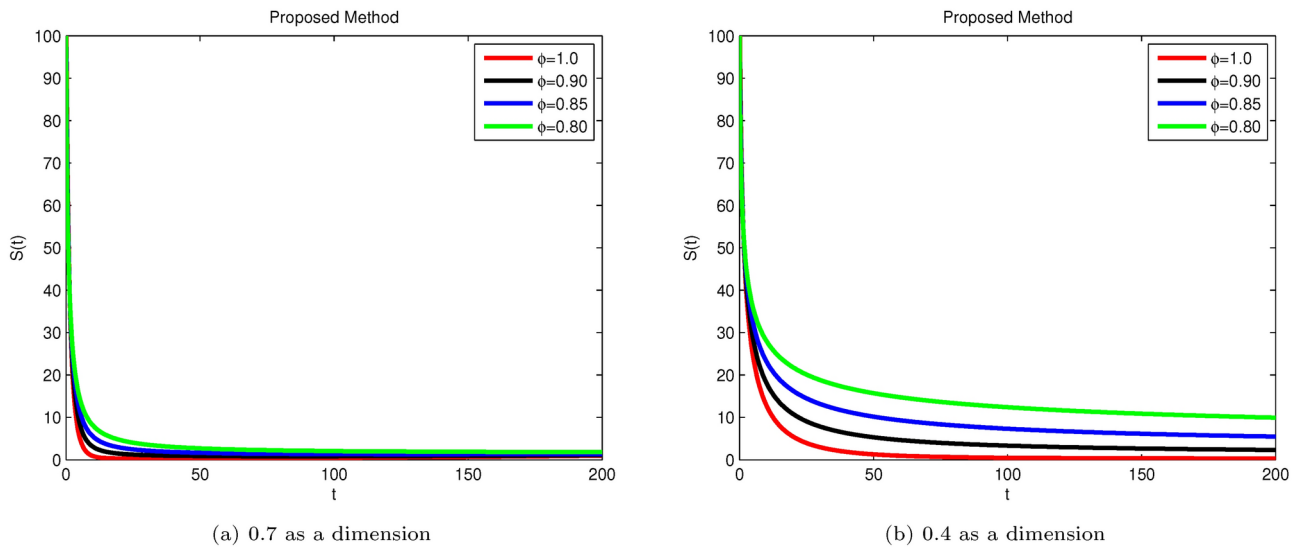 Proposed Method
100
90
80
70
60
50
40
30
20
10
0
S(t)
0 50 100 150 200
t
ϕ=1.0
ϕ=0.90
ϕ=0.85
ϕ=0.80
(a) 0.7 as a dimension
Proposed Method
100
90
80
70
60
50
40
30
20
10
0
S(t)
0 50 100 150 200
t
ϕ=1.0
ϕ=0.90
ϕ=0.85
ϕ=0.80
(b) 0.4 as a dimension